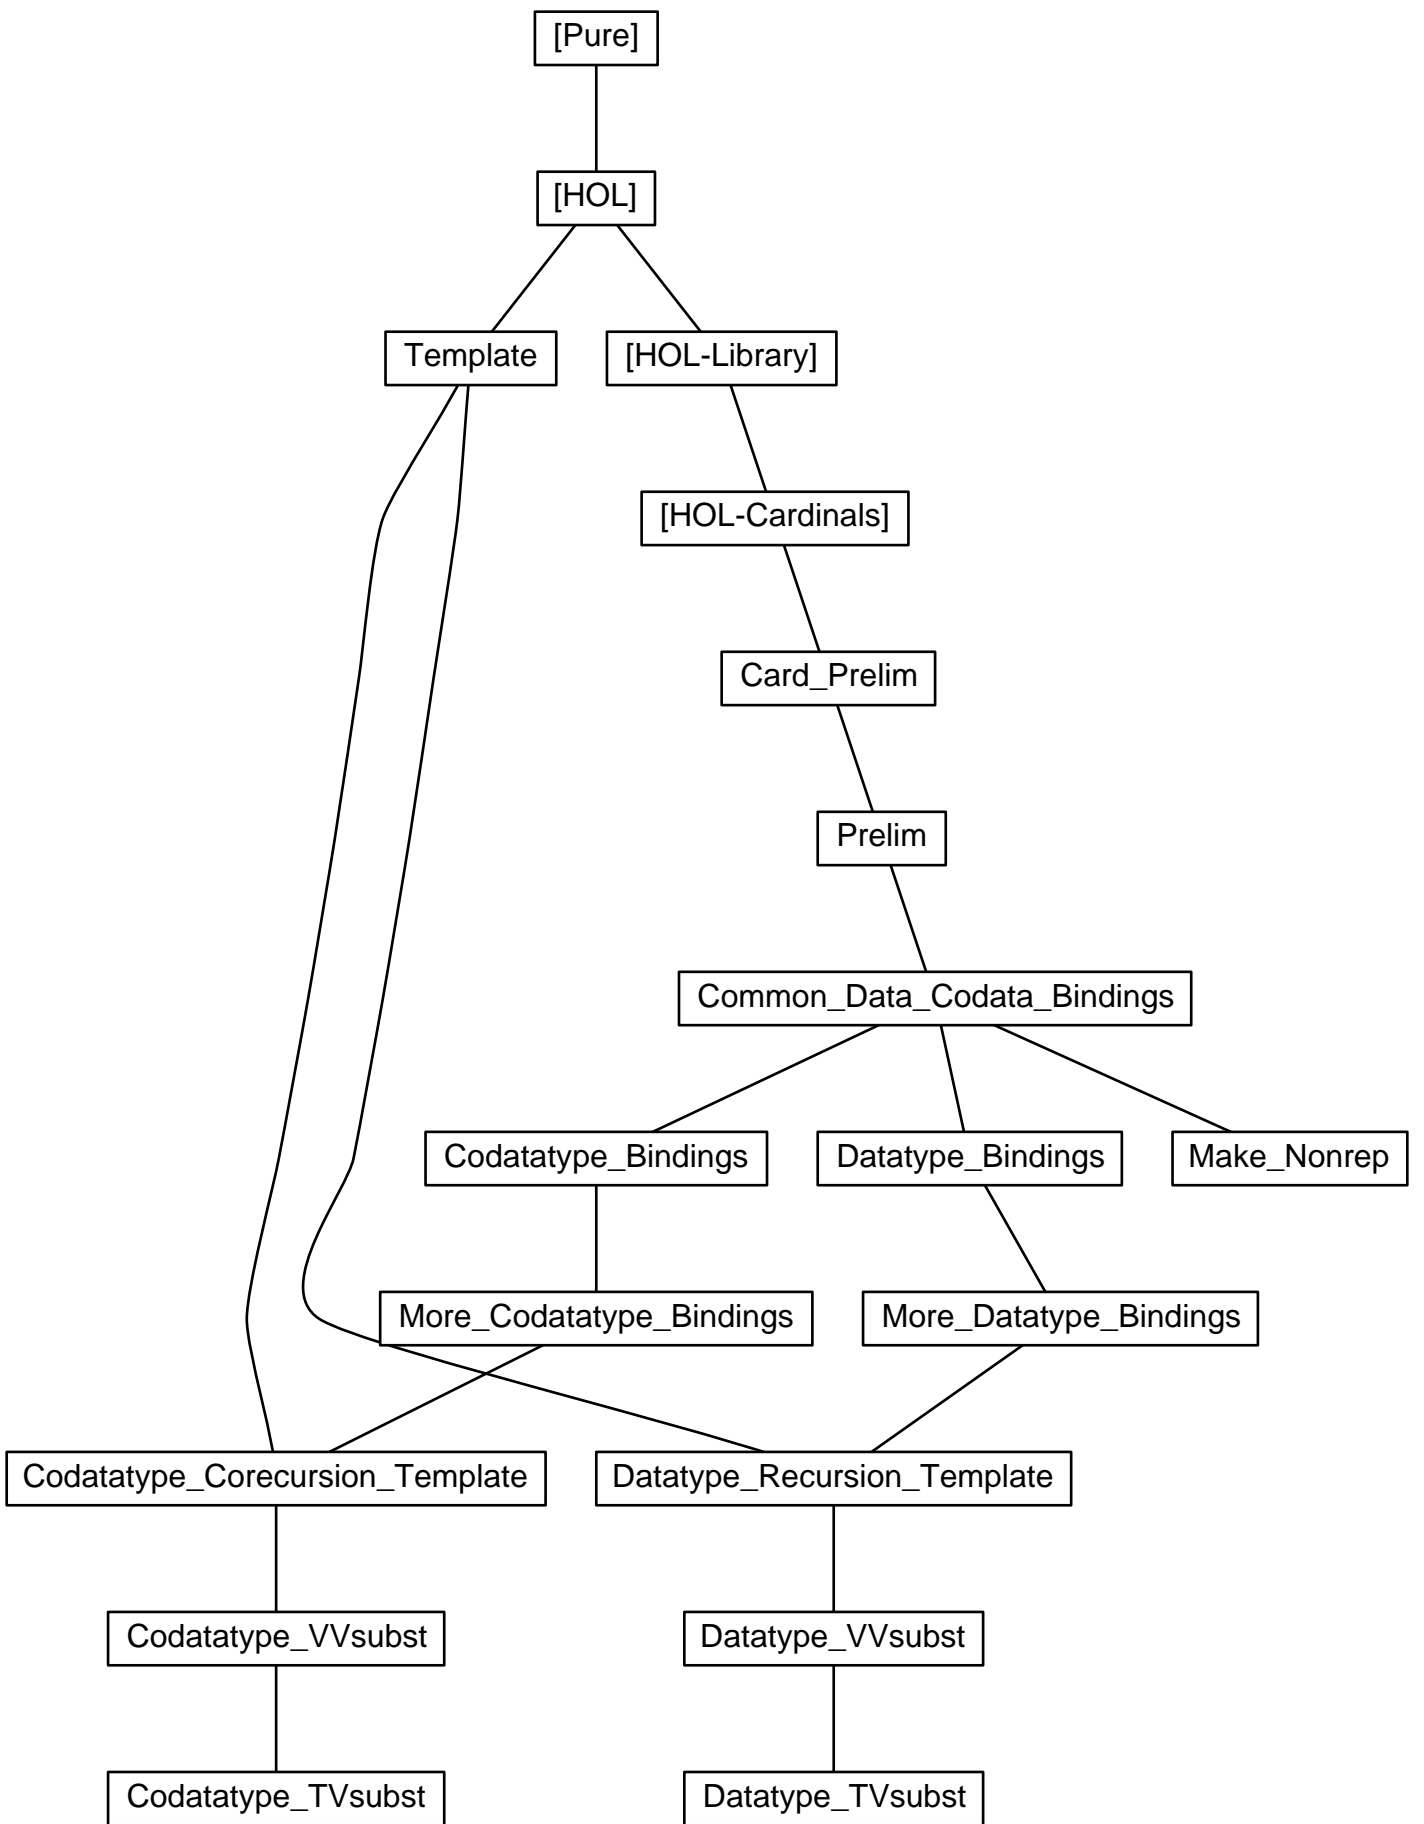 [Pure]
[HOL]
Template
[HOL-Library]
[HOL-Cardinals]
Card_Prelim
Prelim
Common_Data_Codata_Bindings
Codatatype_Bindings
Datatype_Bindings
Make_Nonrep
More_Codatatype_Bindings
More_Datatype_Bindings
Codatatype_Corecursion_Template
Datatype_Recursion_Template
Codatatype_VVsubst
Datatype_VVsubst
Codatatype_TVsubst
Datatype_TVsubst